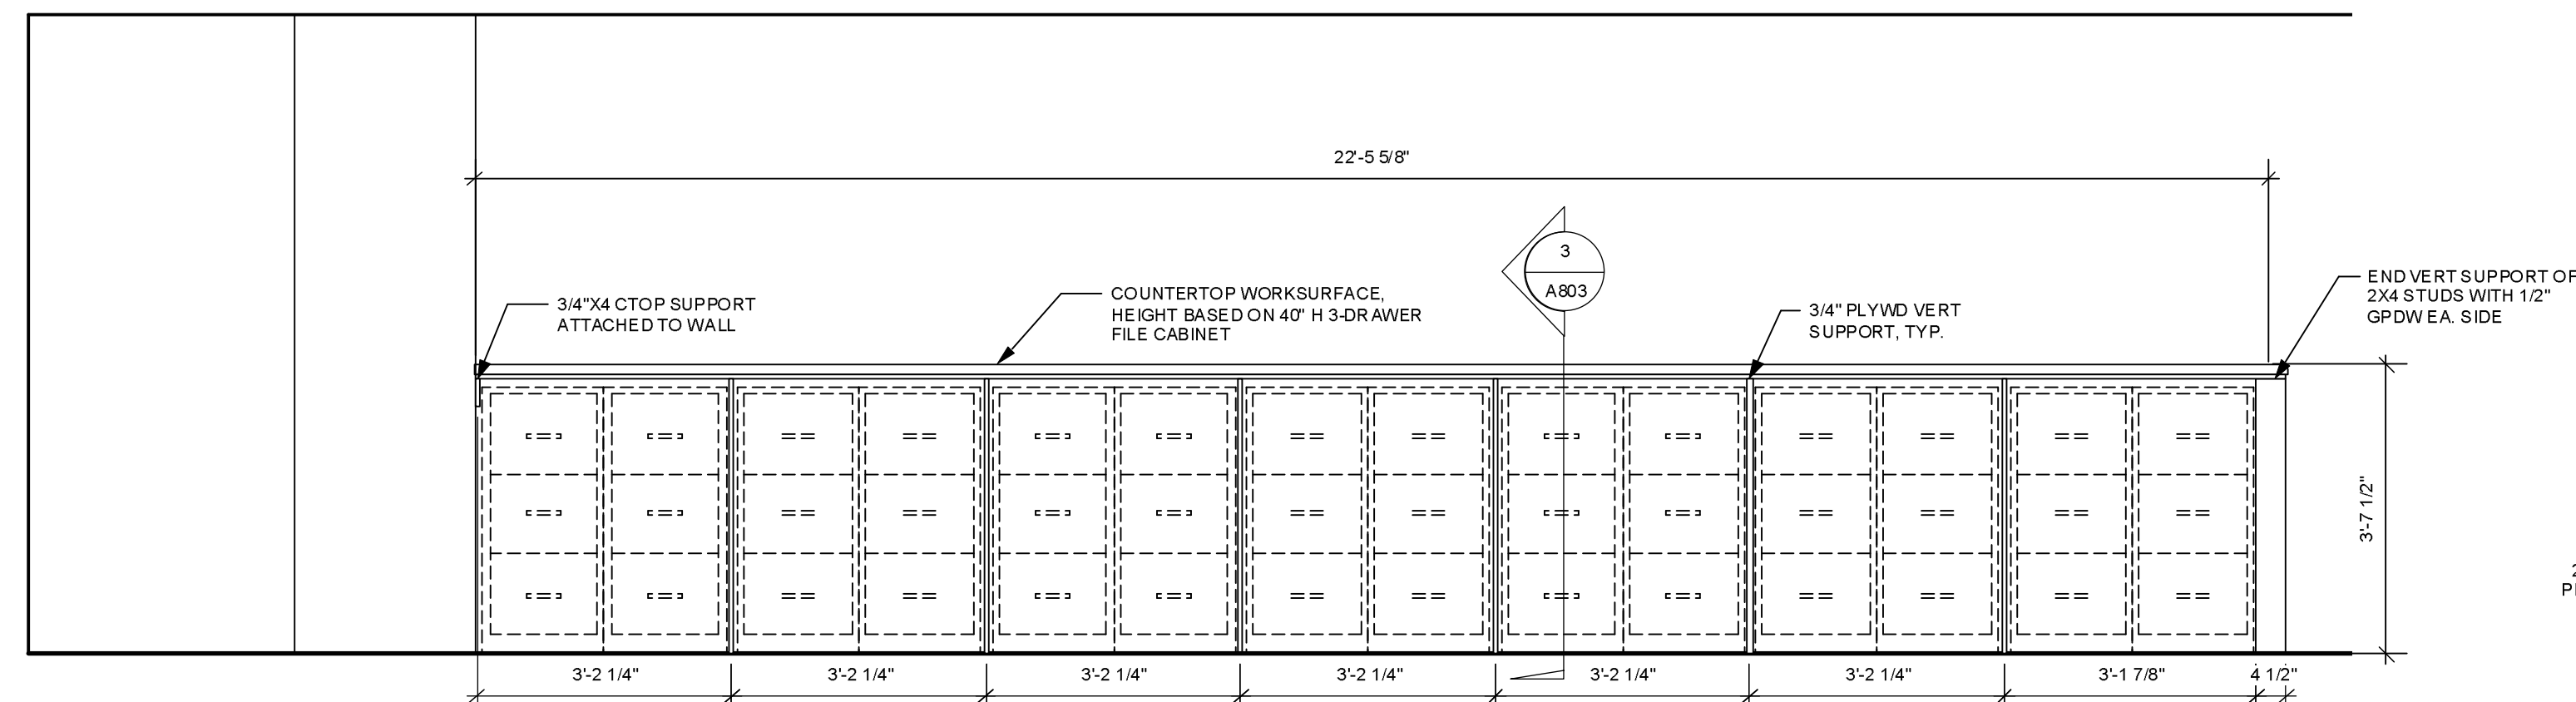 22'-5 5/8"
3
A803
3/4"X4 CTOP SUPPORT
ATTACHED TO WALL
COUNTERTOP WORKSURFACE,
HEIGHT BASED ON 40" H 3-DRAWER
FILE CABINET
3/4" PLYWD VERT
SUPPORT, TYP.
END VERT SUPPORT OF
2X4 STUDS WITH 1/2"
GPDW EA. SIDE
3'-7 1/2"
3'-2 1/4"
3'-2 1/4"
3'-2 1/4"
3'-2 1/4"
3'-2 1/4"
3'-2 1/4"
3'-1 7/8"
4 1/2"